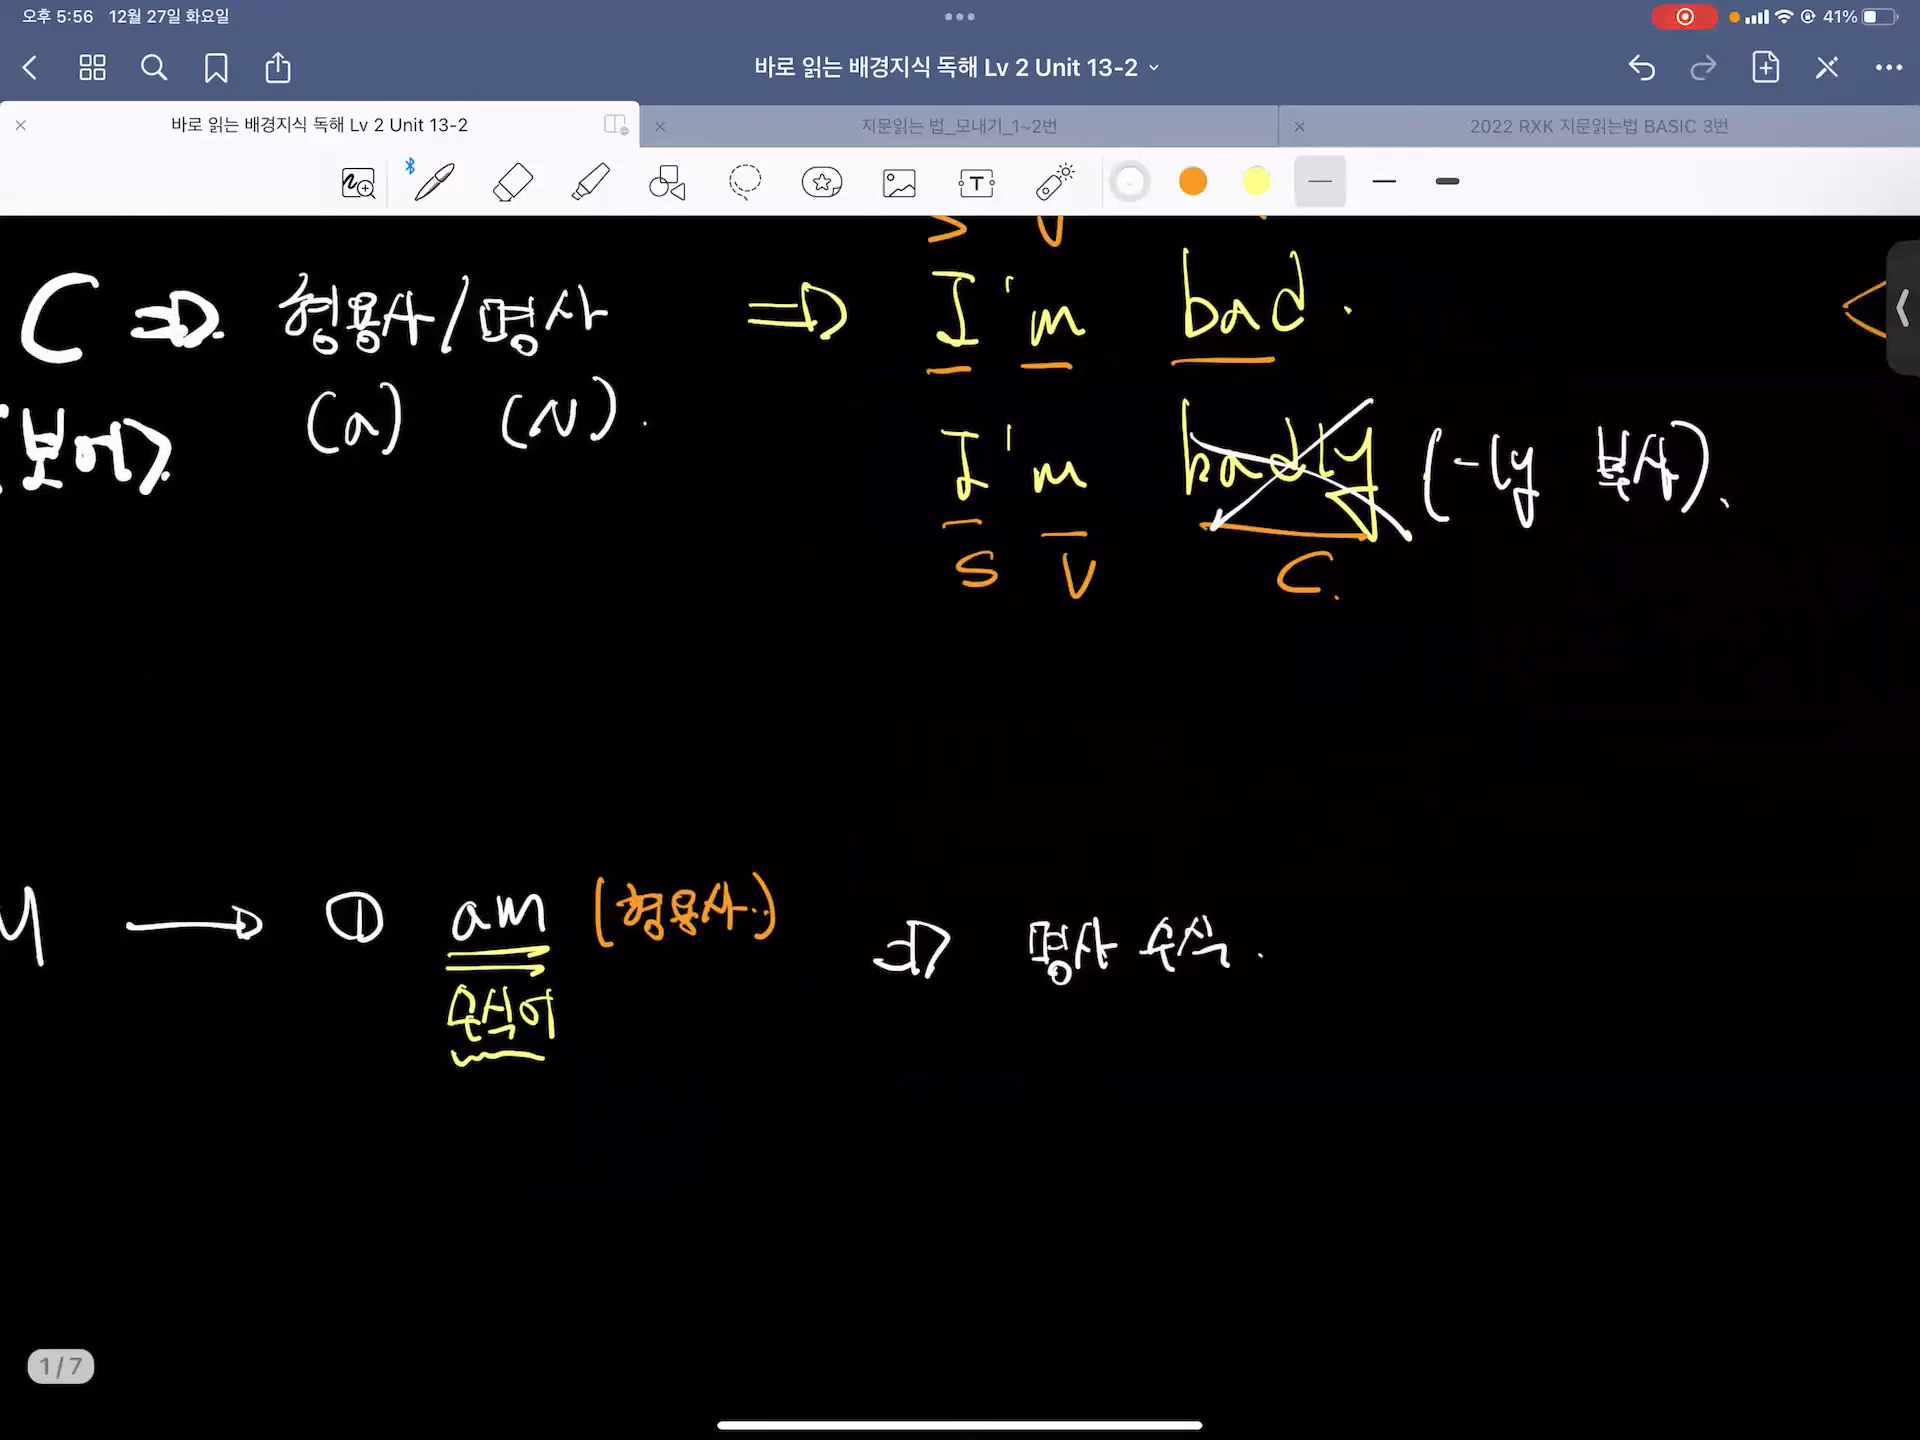 오후 5:56 12월 27일 화요일
41%
바로 읽는 배경지식 독해 Lv 2 Unit 13-2
바로 읽는 배경지식 독해 Lv 2 Unit 13-2
지문읽는 법_모내기_1~2번
2022 RXK 지문읽는법 BASIC 3번
S V
C ⇒ 형용사/명사 ⇒ I'm bad.
(a) (N).
보어>
I'm badly (-ly 부사).
S V C.
M → ① am (형용사) ⇒ 명사 수식.
수식어
1/7